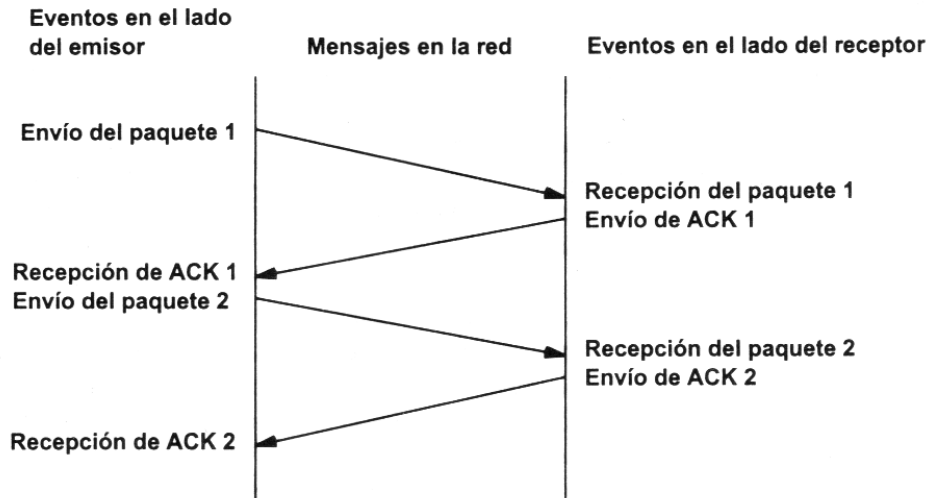 Eventos en el lado
del emisor
Mensajes en la red
Eventos en el lado del receptor
Envío del paquete 1
Recepción del paquete 1
Envío de ACK 1
Recepción de ACK 1
Envío del paquete 2
Recepción del paquete 2
Envío de ACK 2
Recepción de ACK 2